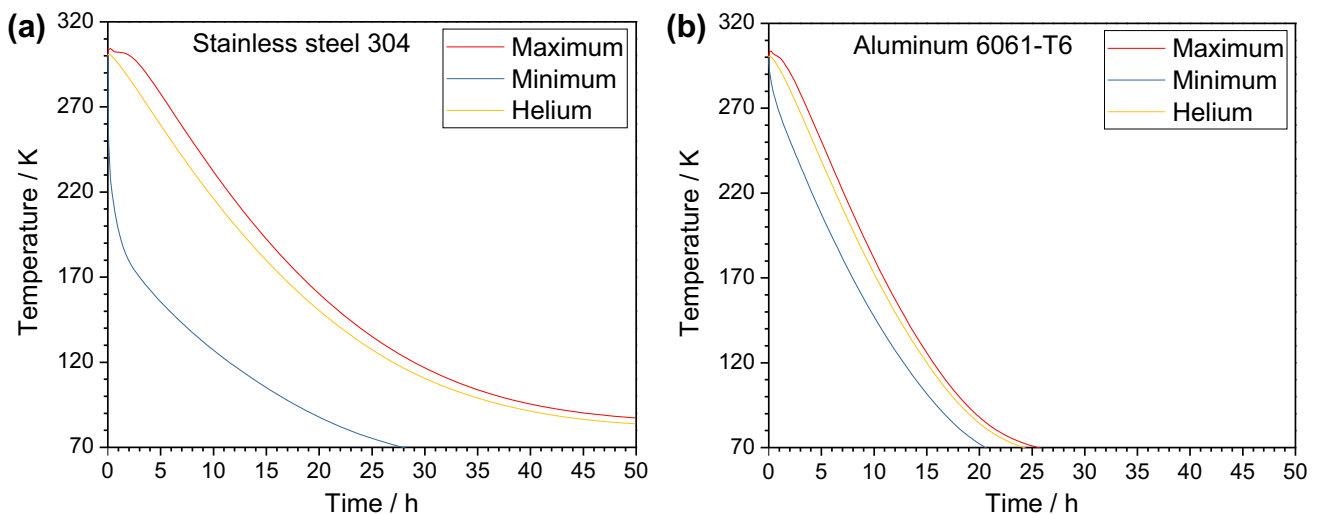 (a)
Stainless steel 304
Maximum
Minimum
Helium
Temperature / K
320
270
220
170
120
70
0 5 10 15 20 25 30 35 40 45 50
Time / h
(b)
Aluminum 6061-T6
Maximum
Minimum
Helium
Temperature / K
320
270
220
170
120
70
0 5 10 15 20 25 30 35 40 45 50
Time / h